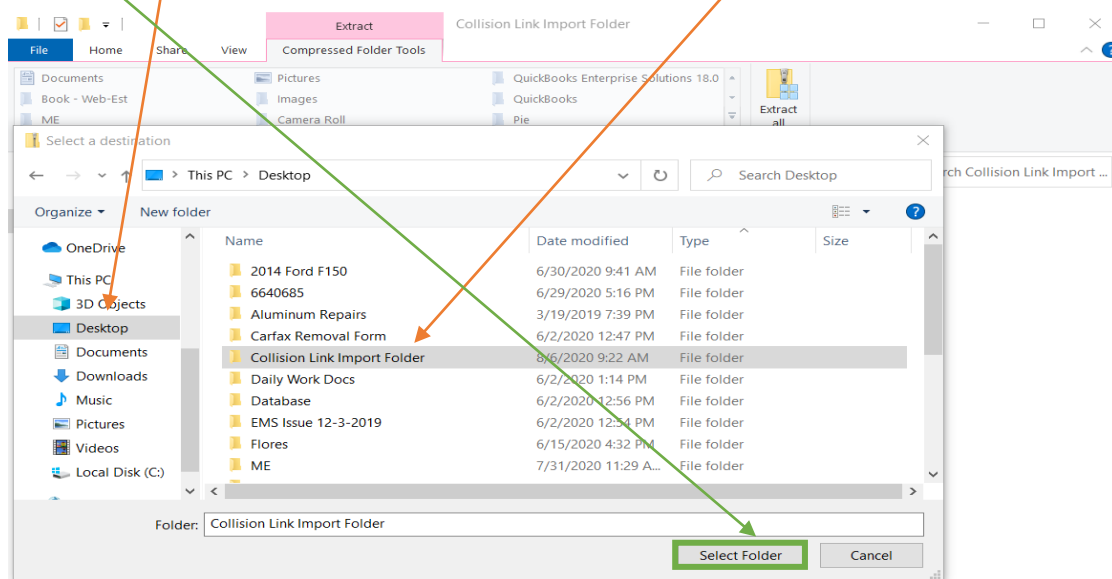 Extract Collision Link Import Folder
File Home Share View Compressed Folder Tools
Documents Pictures QuickBooks Enterprise Solutions 18.0
Book - Web-Est Images QuickBooks Extract
ME Camera Roll Pie all
Select a destination
This PC > Desktop Search Desktop rch Collision Link Import ...
Organize New folder ?
OneDrive Name Date modified Type Size
2014 Ford F150 6/30/2020 9:41 AM File folder
This PC
6640685 6/29/2020 5:16 PM File folder
3D Objects
Aluminum Repairs 3/19/2019 7:39 PM File folder
Desktop
Carfax Removal Form 6/2/2020 12:47 PM File folder
Documents
Collision Link Import Folder 8/6/2020 9:22 AM File folder
Downloads
Daily Work Docs 6/2/2020 1:14 PM File folder
Music
Database 6/2/2020 12:56 PM File folder
Pictures
EMS Issue 12-3-2019 6/2/2020 12:54 PM File folder
Videos
Flores 6/15/2020 4:32 PM File folder
Local Disk (C:)
ME 7/31/2020 11:29 A... File folder
Folder: Collision Link Import Folder
Select Folder Cancel